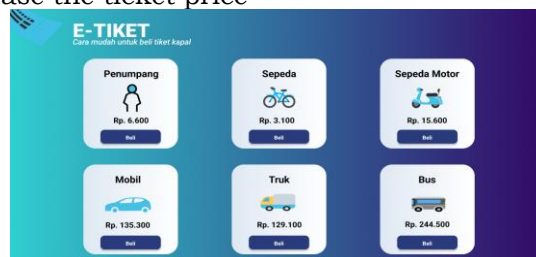 ase the ticket price
E-TIKET
Cara mudah untuk beli tiket kapal
Penumpang
Rp. 6.600
Beli
Sepeda
Rp. 3.100
Beli
Sepeda Motor
Rp. 15.600
Beli
Mobil
Rp. 135.300
Beli
Truk
Rp. 129.100
Beli
Bus
Rp. 244.500
Beli